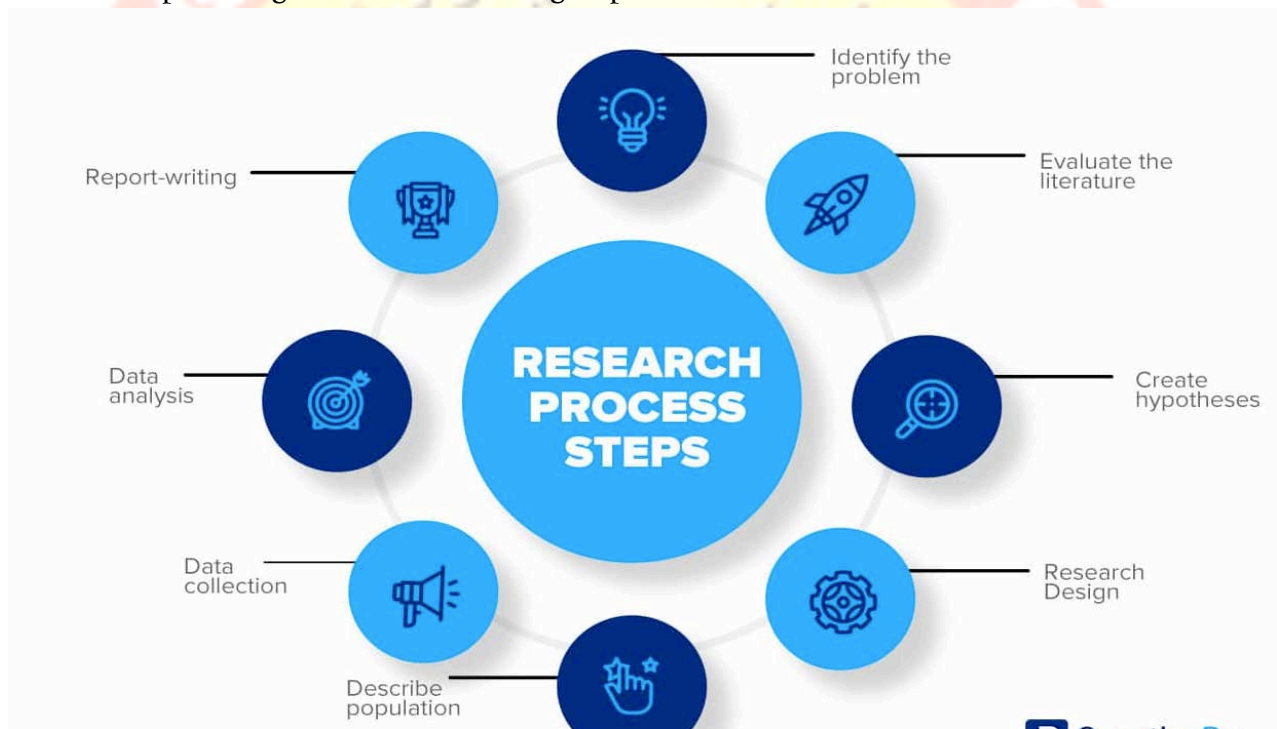 Identify the
problem
Evaluate the
literature
Create
hypotheses
Research
Design
Describe
population
Data
collection
Data
analysis
Report-writing
RESEARCH
PROCESS
STEPS